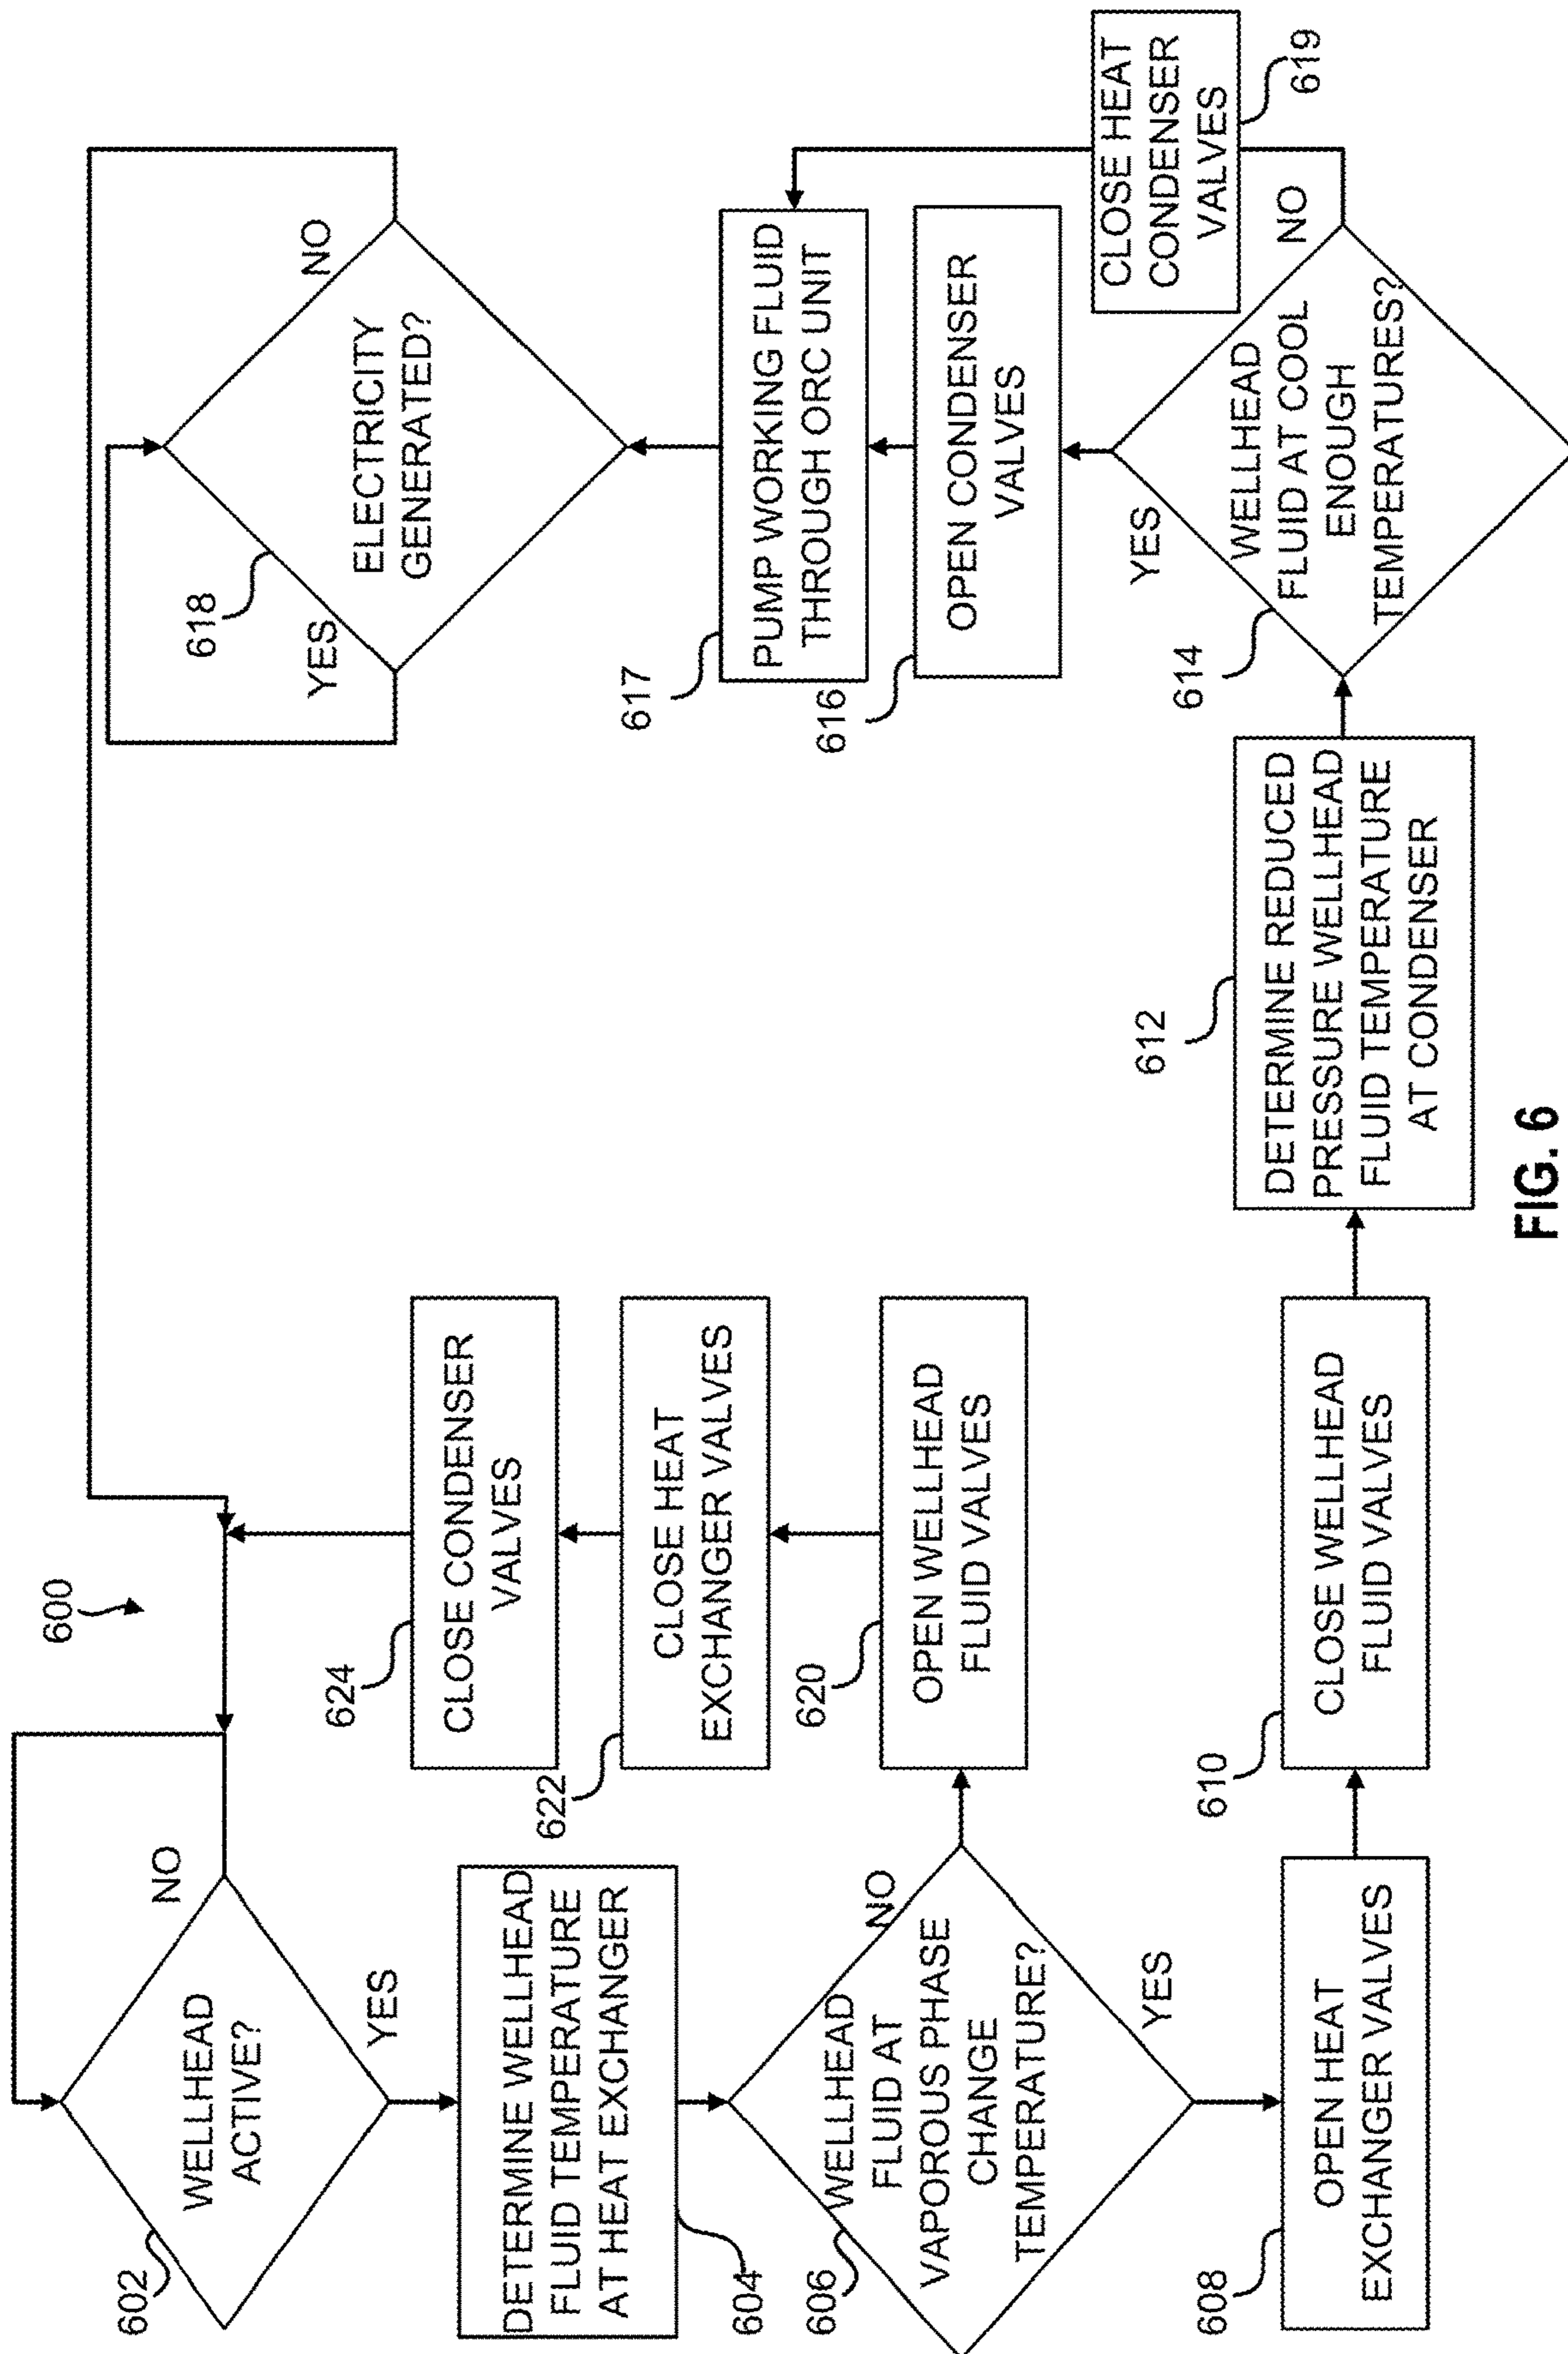 600
602
WELLHEAD
ACTIVE?
NO
YES
604
DETERMINE WELLHEAD
FLUID TEMPERATURE
AT HEAT EXCHANGER
606
WELLHEAD
FLUID AT
VAPOROUS PHASE
CHANGE
TEMPERATURE?
NO
YES
608
OPEN HEAT
EXCHANGER VALVES
610
CLOSE WELLHEAD
FLUID VALVES
620
OPEN WELLHEAD
FLUID VALVES
622
CLOSE HEAT
EXCHANGER VALVES
624
CLOSE CONDENSER
VALVES
612
DETERMINE REDUCED
PRESSURE WELLHEAD
FLUID TEMPERATURE
AT CONDENSER
614
WELLHEAD
FLUID AT COOL
ENOUGH
TEMPERATURES?
YES
NO
616
OPEN CONDENSER
VALVES
619
CLOSE HEAT
CONDENSER
VALVES
617
PUMP WORKING FLUID
THROUGH ORC UNIT
618
ELECTRICITY
GENERATED?
YES
NO
FIG. 6